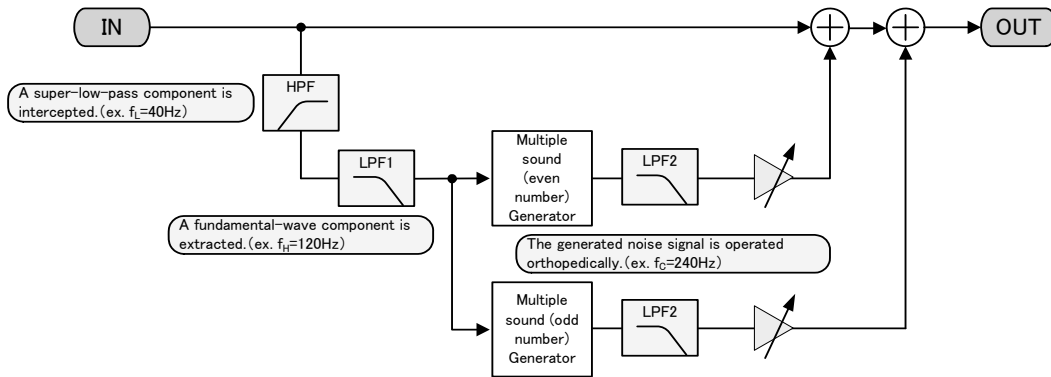 IN
OUT
A super-low-pass component is
intercepted.(ex. fL=40Hz)
HPF
LPF1
Multiple
sound
(even
number)
Generator
LPF2
A fundamental-wave component is
extracted.(ex. fH=120Hz)
The generated noise signal is operated
orthopedically.(ex. fC=240Hz)
Multiple
sound (odd
number)
Generator
LPF2